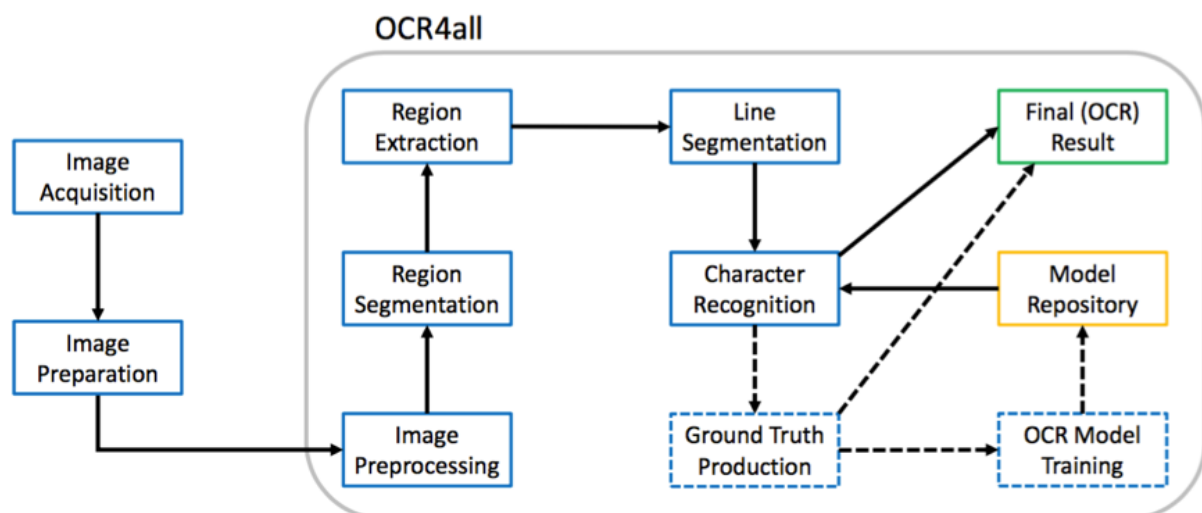 OCR4all
Image
Acquisition
Image
Preparation
Image
Preprocessing
Region
Segmentation
Region
Extraction
Line
Segmentation
Character
Recognition
Ground Truth
Production
OCR Model
Training
Model
Repository
Final (OCR)
Result